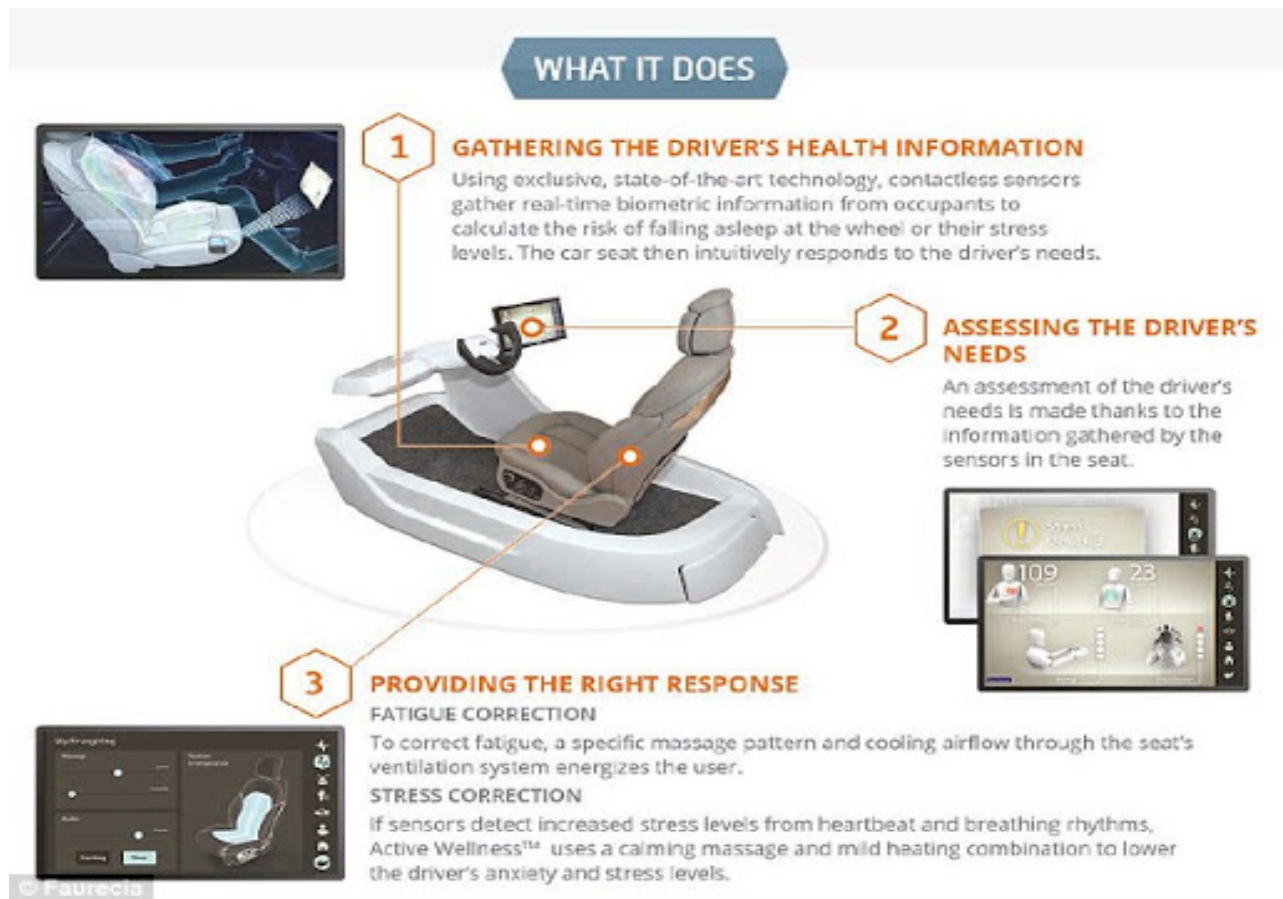 WHAT IT DOES
1
GATHERING THE DRIVER'S HEALTH INFORMATION
Using exclusive, state-of-the-art technology, contactless sensors
gather real-time biometric information from occupants to
calculate the risk of falling asleep at the wheel or their stress
levels. The car seat then intuitively responds to the driver's needs.
2
ASSESSING THE DRIVER'S
NEEDS
An assessment of the driver's
needs is made thanks to the
information gathered by the
sensors in the seat.
109
23
3
PROVIDING THE RIGHT RESPONSE
FATIGUE CORRECTION
To correct fatigue, a specific massage pattern and cooling airflow through the seat's
ventilation system energizes the user.
STRESS CORRECTION
If sensors detect increased stress levels from heartbeat and breathing rhythms,
Active Wellness™ uses a calming massage and mild heating combination to lower
the driver's anxiety and stress levels.
Massage
© Faurecia